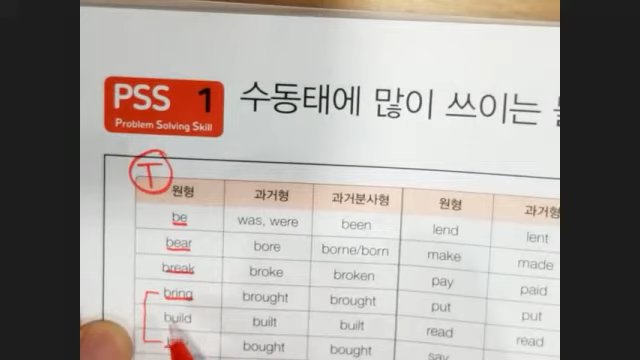 PSS 1
Problem Solving Skill
수동태에 많이 쓰이는
T
원형 과거형 과거분사형 원형 과거형
be was, were been lend lent
bear bore borne/born make made
break broke broken pay paid
bring brought brought put put
build built built read read
bought bought say